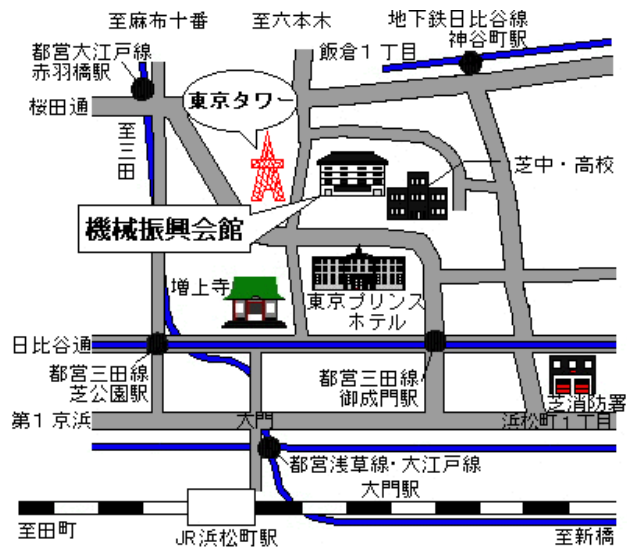 至麻布十番
至六本木
地下鉄日比谷線
神谷町駅
都営大江戸線
赤羽橋駅
飯倉1丁目
東京タワー
桜田通
至三田
芝中・高校
機械振興会館
増上寺
東京プリンス
ホテル
日比谷通
都営三田線
芝公園駅
都営三田線
御成門駅
芝消防署
第1京浜
大門
浜松町1丁目
都営浅草線・大江戸線
大門駅
至田町
JR浜松町駅
至新橋